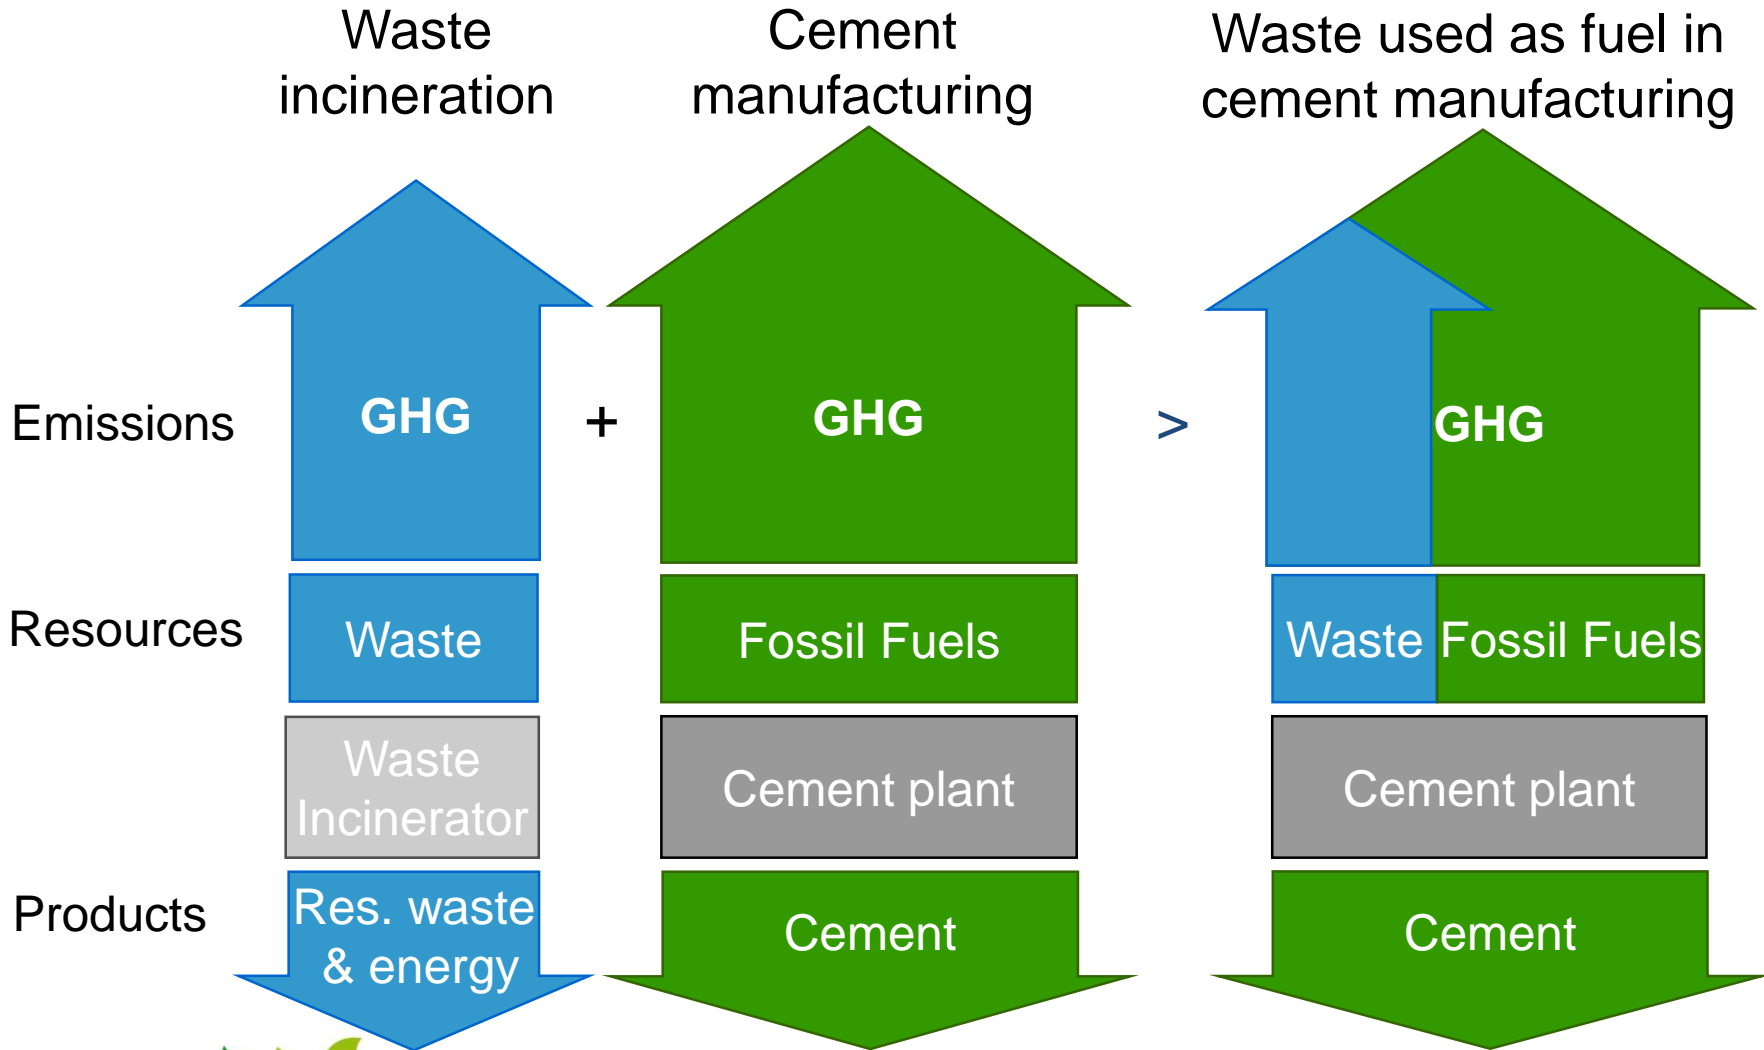 Waste
incineration
Cement
manufacturing
Waste used as fuel in
cement manufacturing
Emissions
GHG
+
GHG
>
GHG
Resources
Waste
Fossil Fuels
Waste
Fossil Fuels
Waste
Incinerator
Cement plant
Cement plant
Products
Res. waste
& energy
Cement
Cement